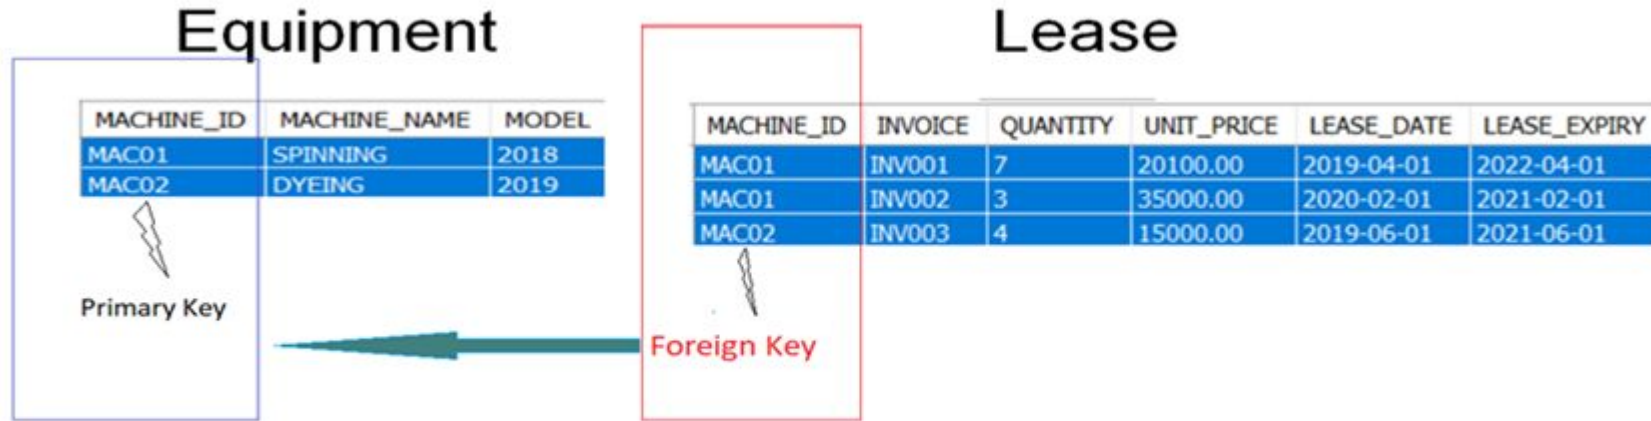 Equipment
Lease
MACHINE_ID MACHINE_NAME MODEL
MAC01 SPINNING 2018
MAC02 DYEING 2019
Primary Key
MACHINE_ID INVOICE QUANTITY UNIT_PRICE LEASE_DATE LEASE_EXPIRY
MAC01 INV001 7 20100.00 2019-04-01 2022-04-01
MAC01 INV002 3 35000.00 2020-02-01 2021-02-01
MAC02 INV003 4 15000.00 2019-06-01 2021-06-01
Foreign Key